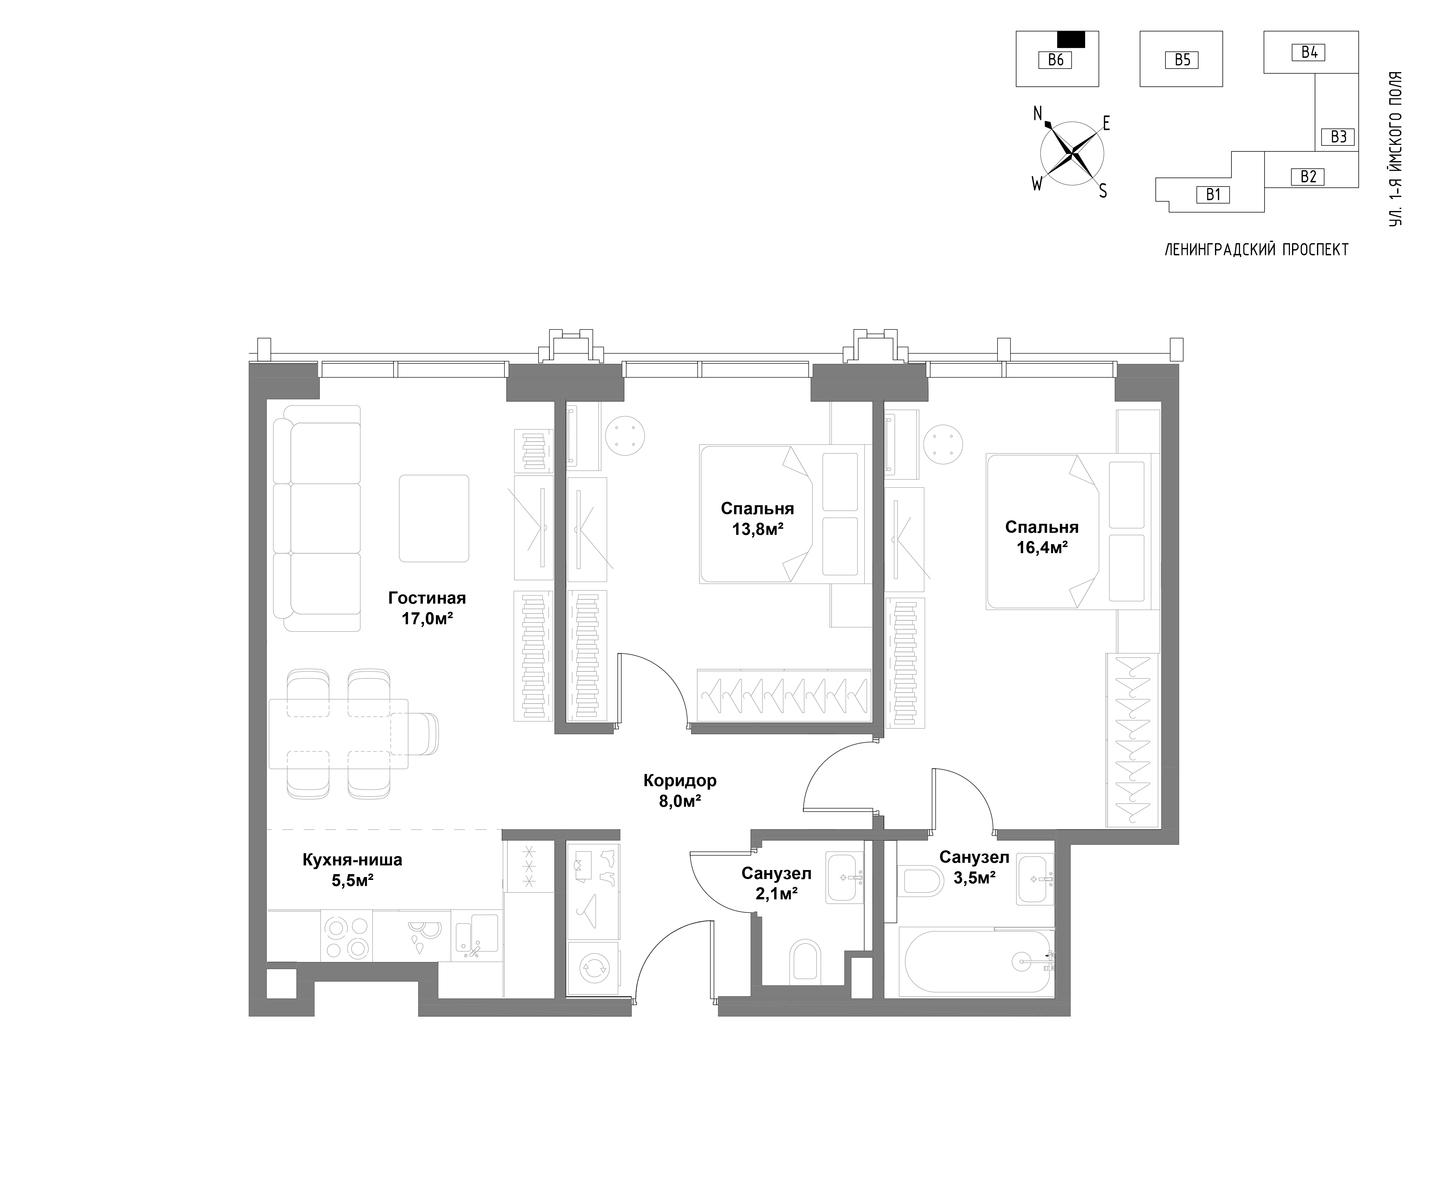 B6
B5
B4
B3
B2
B1
N
E
W
S
УЛ. 1-Я ЯМСКОГО ПОЛЯ
ЛЕНИНГРАДСКИЙ ПРОСПЕКТ
Спальня
13,8м²
Спальня
16,4м²
Гостиная
17,0м²
Коридор
8,0м²
Кухня-ниша
5,5м²
Санузел
2,1м²
Санузел
3,5м²